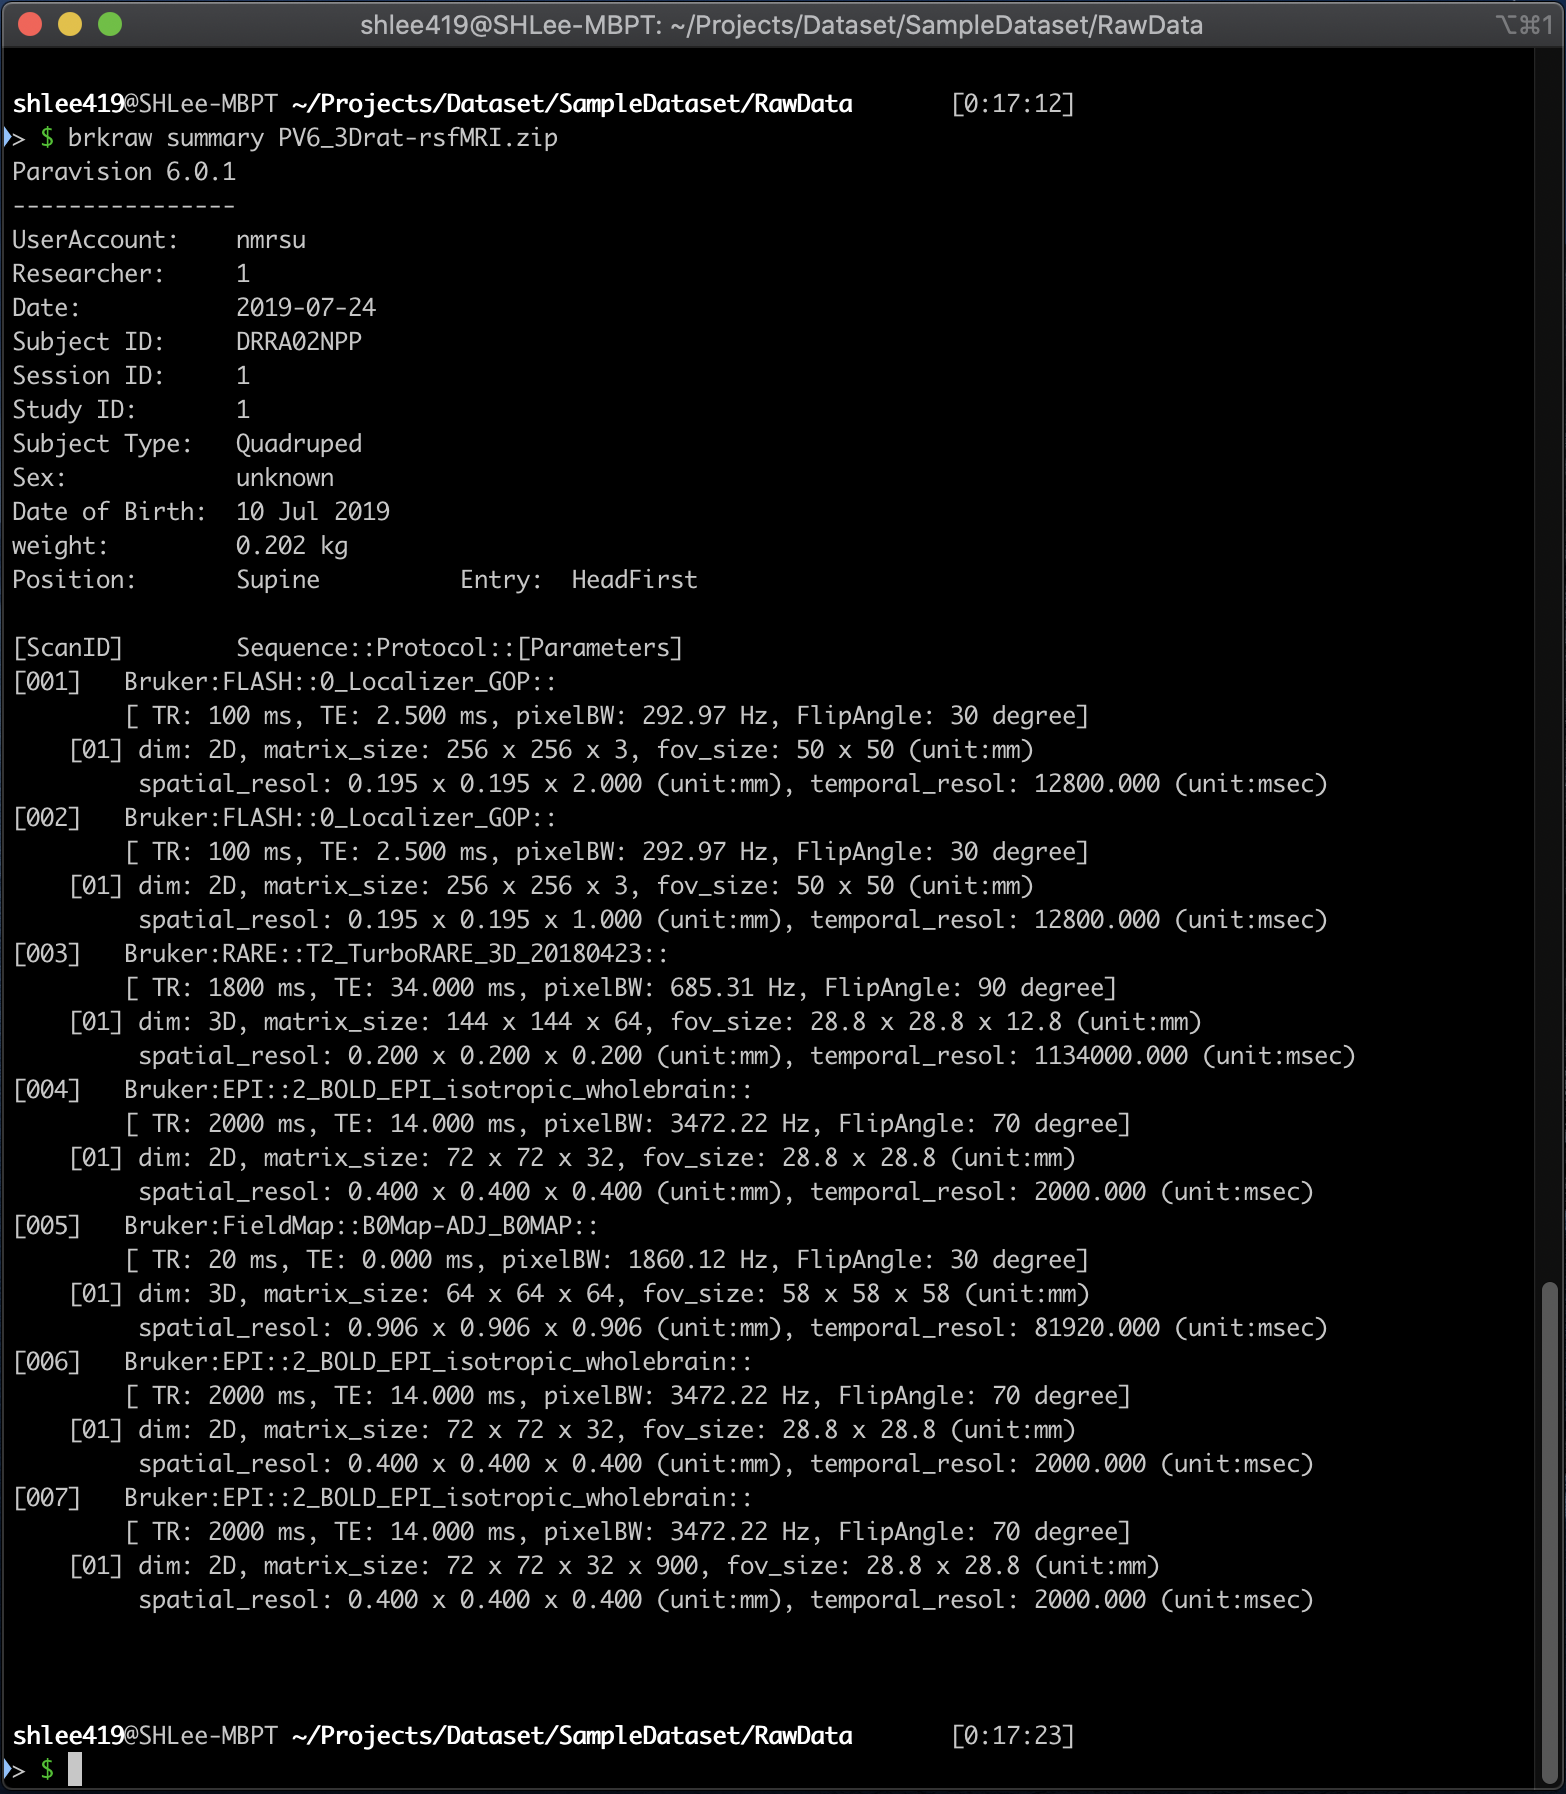 shlee419@SHLee-MBPT: ~/Projects/Dataset/SampleDataset/RawData ⌥⌘1
shlee419@SHLee-MBPT ~/Projects/Dataset/SampleDataset/RawData [0:17:12]
> $ brkraw summary PV6_3Drat-rsfMRI.zip
Paravision 6.0.1
----------------
UserAccount: nmrsu
Researcher: 1
Date: 2019-07-24
Subject ID: DRRA02NPP
Session ID: 1
Study ID: 1
Subject Type: Quadruped
Sex: unknown
Date of Birth: 10 Jul 2019
weight: 0.202 kg
Position: Supine Entry: HeadFirst
[ScanID] Sequence::Protocol::[Parameters]
[001] Bruker:FLASH::0_Localizer_GOP::
[ TR: 100 ms, TE: 2.500 ms, pixelBW: 292.97 Hz, FlipAngle: 30 degree]
[01] dim: 2D, matrix_size: 256 x 256 x 3, fov_size: 50 x 50 (unit:mm)
spatial_resol: 0.195 x 0.195 x 2.000 (unit:mm), temporal_resol: 12800.000 (unit:msec)
[002] Bruker:FLASH::0_Localizer_GOP::
[ TR: 100 ms, TE: 2.500 ms, pixelBW: 292.97 Hz, FlipAngle: 30 degree]
[01] dim: 2D, matrix_size: 256 x 256 x 3, fov_size: 50 x 50 (unit:mm)
spatial_resol: 0.195 x 0.195 x 1.000 (unit:mm), temporal_resol: 12800.000 (unit:msec)
[003] Bruker:RARE::T2_TurboRARE_3D_20180423::
[ TR: 1800 ms, TE: 34.000 ms, pixelBW: 685.31 Hz, FlipAngle: 90 degree]
[01] dim: 3D, matrix_size: 144 x 144 x 64, fov_size: 28.8 x 28.8 x 12.8 (unit:mm)
spatial_resol: 0.200 x 0.200 x 0.200 (unit:mm), temporal_resol: 1134000.000 (unit:msec)
[004] Bruker:EPI::2_BOLD_EPI_isotropic_wholebrain::
[ TR: 2000 ms, TE: 14.000 ms, pixelBW: 3472.22 Hz, FlipAngle: 70 degree]
[01] dim: 2D, matrix_size: 72 x 72 x 32, fov_size: 28.8 x 28.8 (unit:mm)
spatial_resol: 0.400 x 0.400 x 0.400 (unit:mm), temporal_resol: 2000.000 (unit:msec)
[005] Bruker:FieldMap::B0Map-ADJ_B0MAP::
[ TR: 20 ms, TE: 0.000 ms, pixelBW: 1860.12 Hz, FlipAngle: 30 degree]
[01] dim: 3D, matrix_size: 64 x 64 x 64, fov_size: 58 x 58 x 58 (unit:mm)
spatial_resol: 0.906 x 0.906 x 0.906 (unit:mm), temporal_resol: 81920.000 (unit:msec)
[006] Bruker:EPI::2_BOLD_EPI_isotropic_wholebrain::
[ TR: 2000 ms, TE: 14.000 ms, pixelBW: 3472.22 Hz, FlipAngle: 70 degree]
[01] dim: 2D, matrix_size: 72 x 72 x 32, fov_size: 28.8 x 28.8 (unit:mm)
spatial_resol: 0.400 x 0.400 x 0.400 (unit:mm), temporal_resol: 2000.000 (unit:msec)
[007] Bruker:EPI::2_BOLD_EPI_isotropic_wholebrain::
[ TR: 2000 ms, TE: 14.000 ms, pixelBW: 3472.22 Hz, FlipAngle: 70 degree]
[01] dim: 2D, matrix_size: 72 x 72 x 32 x 900, fov_size: 28.8 x 28.8 (unit:mm)
spatial_resol: 0.400 x 0.400 x 0.400 (unit:mm), temporal_resol: 2000.000 (unit:msec)
shlee419@SHLee-MBPT ~/Projects/Dataset/SampleDataset/RawData [0:17:23]
> $